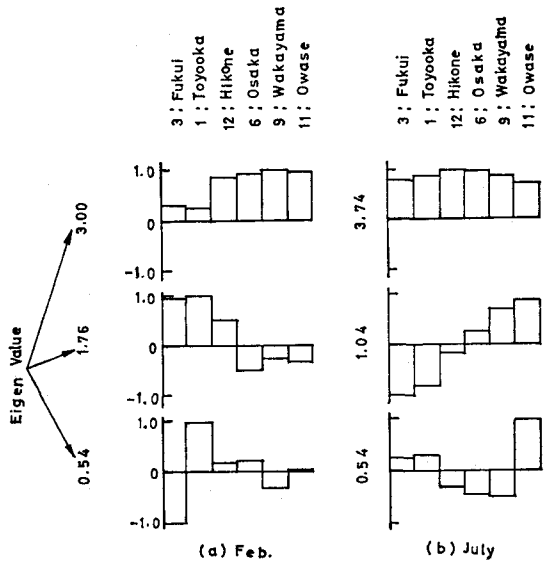 3 ; Fukui
1 ; Toyooka
12 ; Hikone
6 ; Osaka
9 ; Wakayama
11 ; Owase
3 ; Fukui
1 ; Toyooka
12 ; Hikone
6 ; Osaka
9 ; Wakayama
11 ; Owase
Eigen Value
3.00
1.0
0
-1.0
3.74
1.76
1.0
0
-1.0
1.04
0.54
1.0
0
-1.0
0.54
(a) Feb.
(b) July